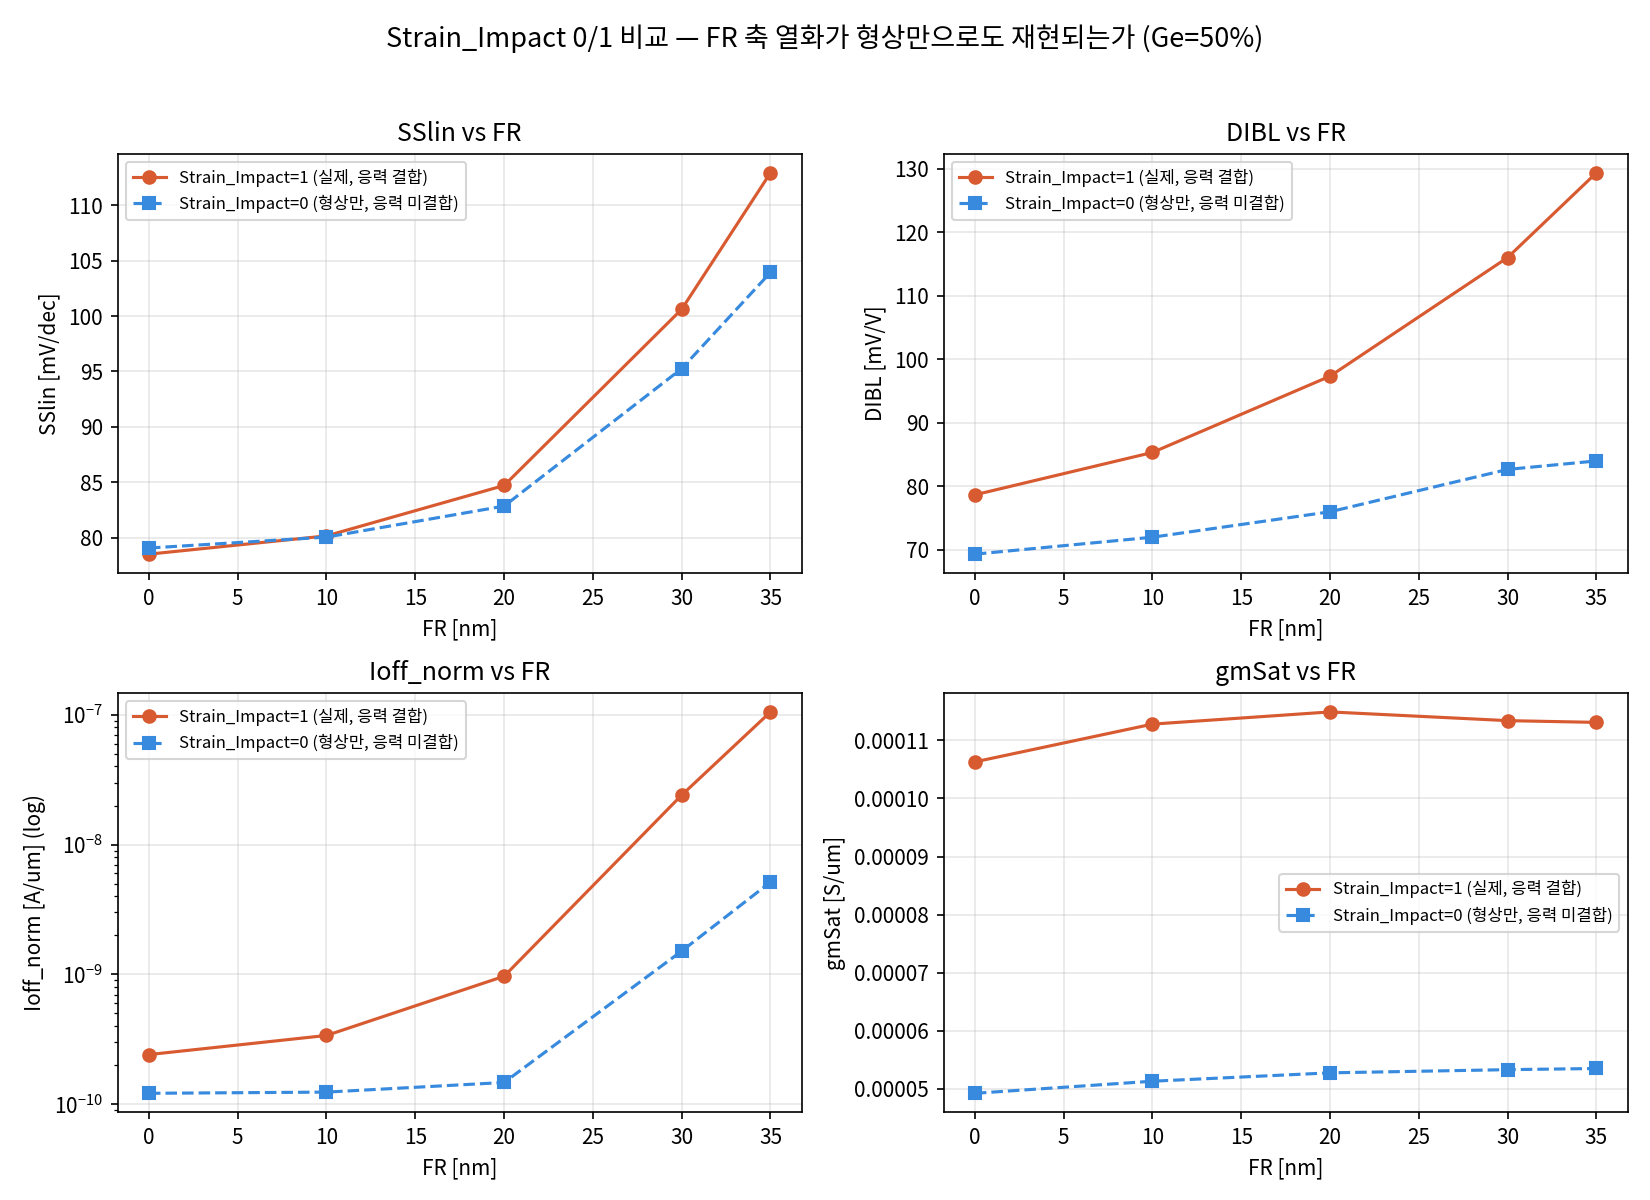 Strain_Impact 0/1 비교 — FR 축 열화가 형상만으로도 재현되는가 (Ge=50%)
SSlin vs FR
Strain_Impact=1 (실제, 응력 결합)
Strain_Impact=0 (형상만, 응력 미결합)
SSlin [mV/dec]
110
105
100
95
90
85
80
0 5 10 15 20 25 30 35
FR [nm]
DIBL vs FR
Strain_Impact=1 (실제, 응력 결합)
Strain_Impact=0 (형상만, 응력 미결합)
DIBL [mV/V]
130
120
110
100
90
80
70
0 5 10 15 20 25 30 35
FR [nm]
Ioff_norm vs FR
Strain_Impact=1 (실제, 응력 결합)
Strain_Impact=0 (형상만, 응력 미결합)
Ioff_norm [A/um] (log)
10⁻⁷
10⁻⁸
10⁻⁹
10⁻¹⁰
0 5 10 15 20 25 30 35
FR [nm]
gmSat vs FR
Strain_Impact=1 (실제, 응력 결합)
Strain_Impact=0 (형상만, 응력 미결합)
gmSat [S/um]
0.00011
0.00010
0.00009
0.00008
0.00007
0.00006
0.00005
0 5 10 15 20 25 30 35
FR [nm]